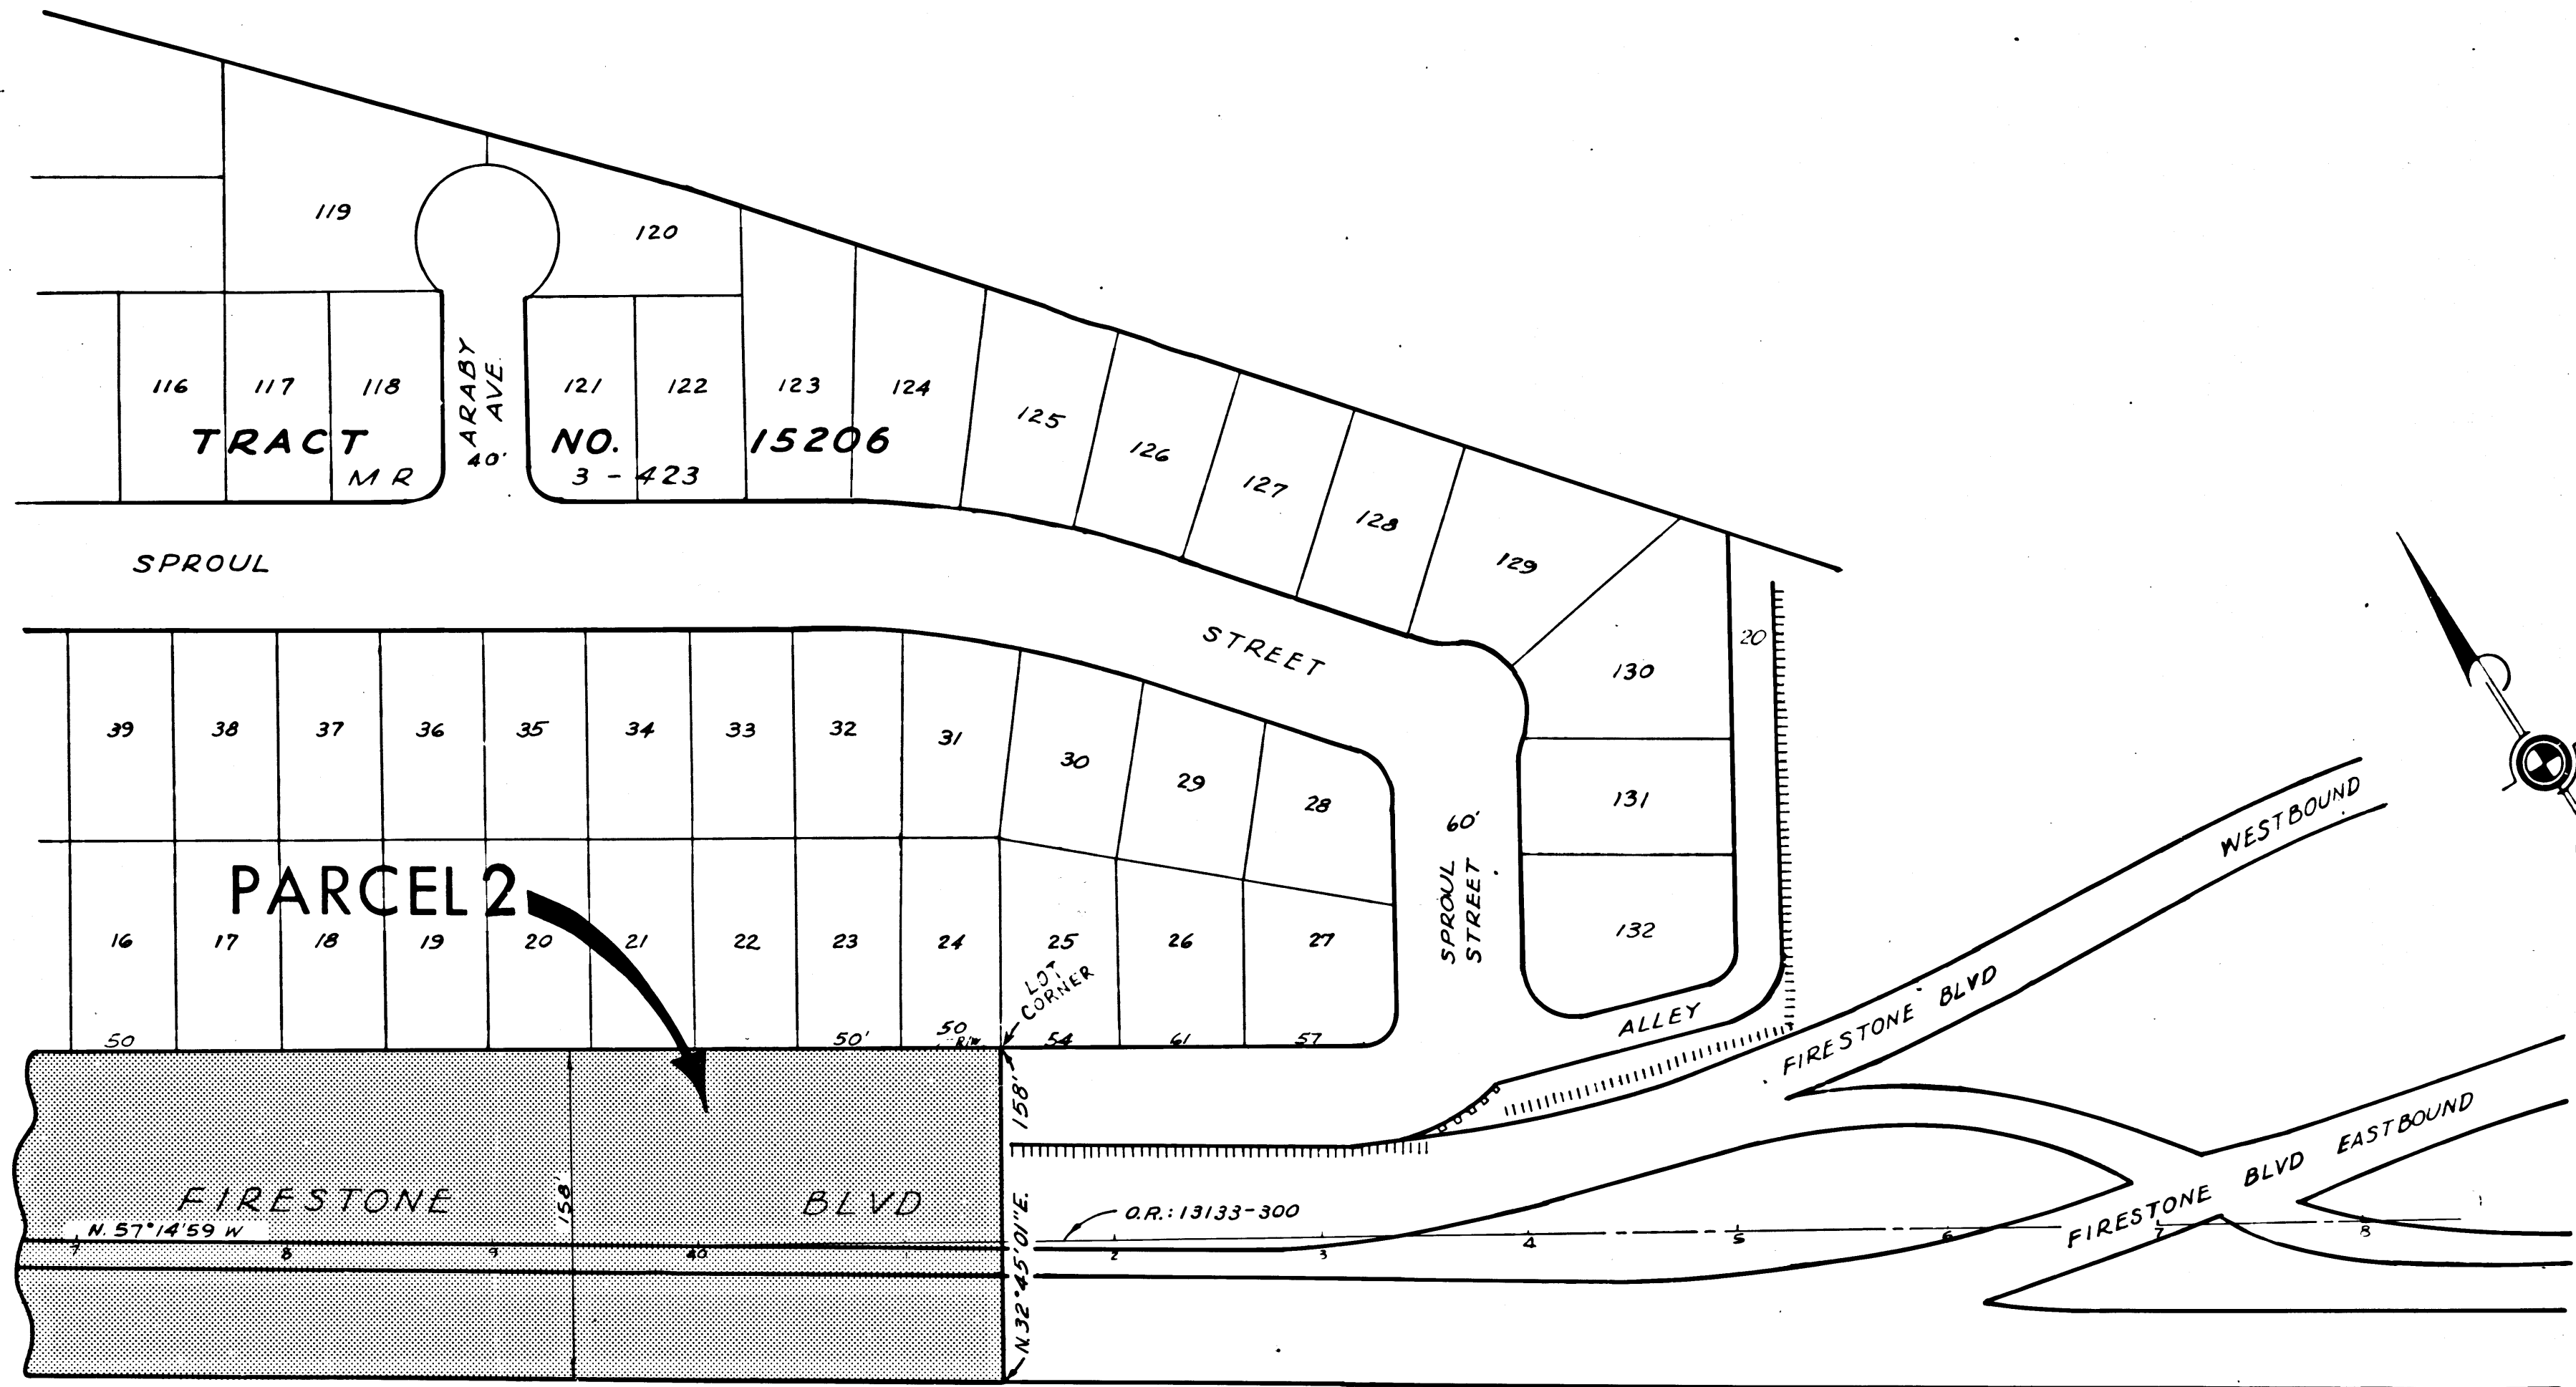 119
120
116 117 118
ARABY
AVE.
40'
121 122 123 124
125
126
127
128
129
TRACT NO. 15206
M R 3 - 423
SPROUL
STREET
130
20
131
132
39 38 37 36 35 34 33 32 31
30
29
28
60'
SPROUL
STREET
WESTBOUND
PARCEL 2
16 17 18 19 20 21 22 23 24 25 26 27
LOT
CORNER
50 50' 50 54 61 57
R/W
ALLEY
FIRESTONE BLVD
158'
158'
FIRESTONE BLVD
N. 57°14'59 W
N.32°45'01"E.
O.R.: 13133-300
FIRESTONE BLVD EASTBOUND
7 8 9 40 2 3 4 5 6 7 8